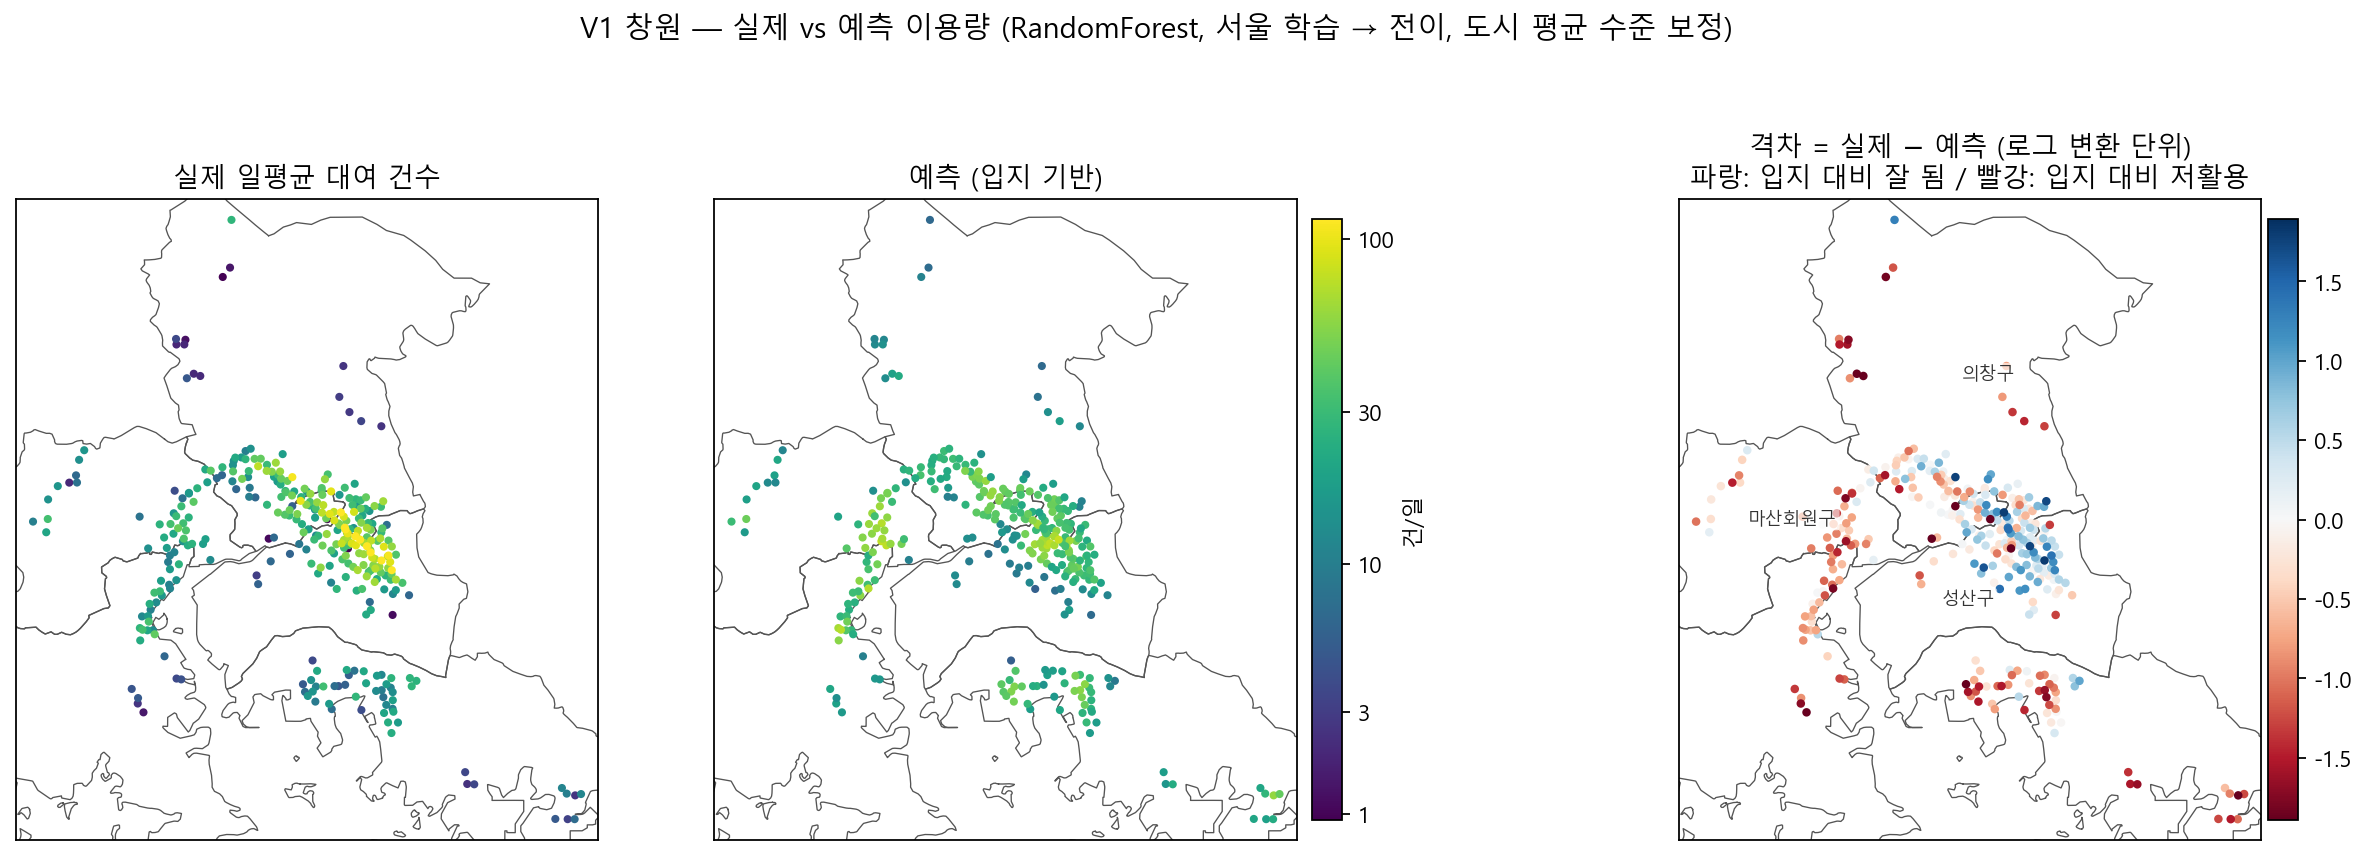 V1 창원 — 실제 vs 예측 이용량 (RandomForest, 서울 학습 → 전이, 도시 평균 수준 보정)
실제 일평균 대여 건수
예측 (입지 기반)
100
30
10
3
1
건/일
격차 = 실제 − 예측 (로그 변환 단위)
파랑: 입지 대비 잘 됨 / 빨강: 입지 대비 저활용
의창구
마산회원구
성산구
1.5
1.0
0.5
0.0
-0.5
-1.0
-1.5